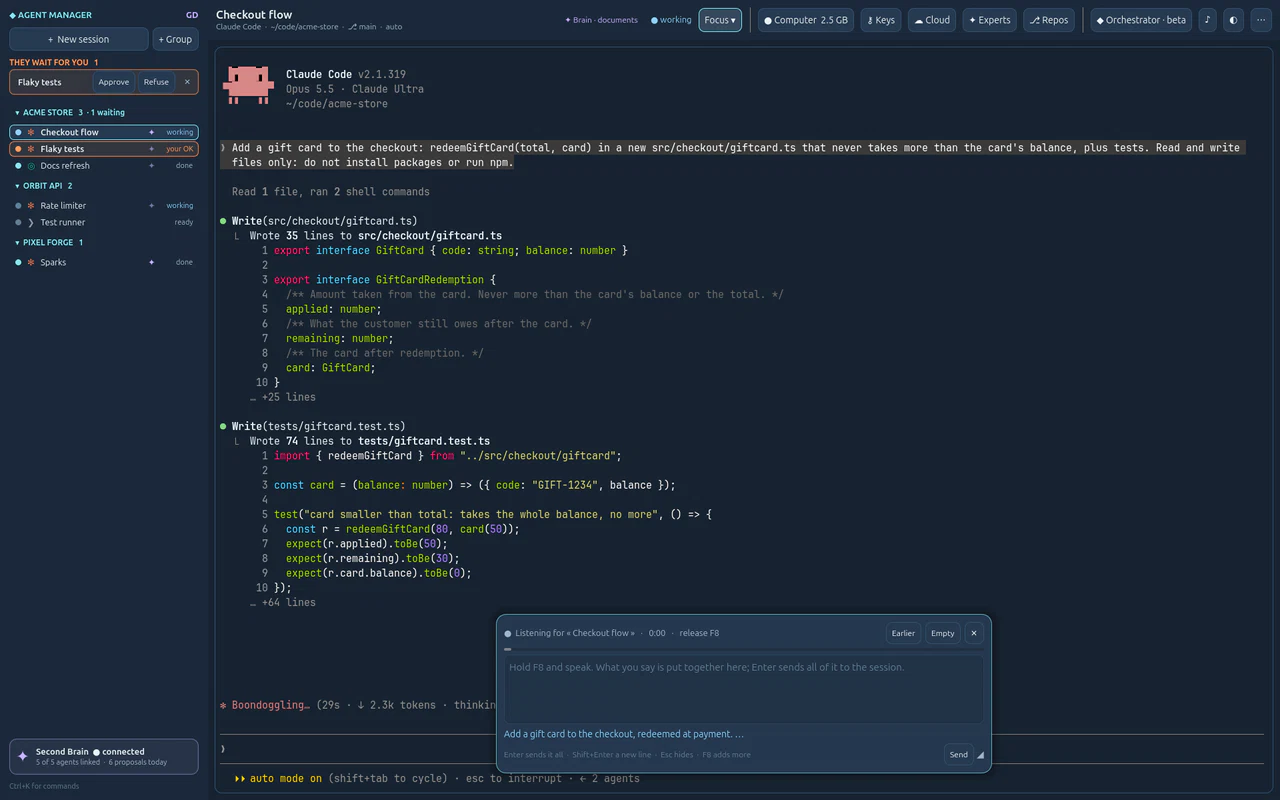 ◆ AGENT MANAGER GD
+ New session + Group
THEY WAIT FOR YOU 1
Flaky tests Approve Refuse ×
▾ ACME STORE 3 · 1 waiting
Checkout flow working
Flaky tests your OK
Docs refresh done
▾ ORBIT API 2
Rate limiter working
❯ Test runner ready
▾ PIXEL FORGE 1
Sparks done
Second Brain ● connected
5 of 5 agents linked · 6 proposals today
Ctrl+K for commands
Checkout flow
Claude Code · ~/code/acme-store · ⎇ main · auto
✦ Brain · documents ● working Focus ▾ ● Computer 2.5 GB Keys ☁ Cloud ✦ Experts ⎇ Repos ◆ Orchestrator · beta ♪ ◐ ⋯
Claude Code v2.1.319
Opus 5.5 · Claude Ultra
~/code/acme-store
❯ Add a gift card to the checkout: redeemGiftCard(total, card) in a new src/checkout/giftcard.ts that never takes more than the card's balance, plus tests. Read and write
files only: do not install packages or run npm.
Read 1 file, ran 2 shell commands
● Write(src/checkout/giftcard.ts)
└ Wrote 35 lines to src/checkout/giftcard.ts
1 export interface GiftCard { code: string; balance: number }
2
3 export interface GiftCardRedemption {
4 /** Amount taken from the card. Never more than the card's balance or the total. */
5 applied: number;
6 /** What the customer still owes after the card. */
7 remaining: number;
8 /** The card after redemption. */
9 card: GiftCard;
10 }
… +25 lines
● Write(tests/giftcard.test.ts)
└ Wrote 74 lines to tests/giftcard.test.ts
1 import { redeemGiftCard } from "../src/checkout/giftcard";
2
3 const card = (balance: number) => ({ code: "GIFT-1234", balance });
4
5 test("card smaller than total: takes the whole balance, no more", () => {
6 const r = redeemGiftCard(80, card(50));
7 expect(r.applied).toBe(50);
8 expect(r.remaining).toBe(30);
9 expect(r.card.balance).toBe(0);
10 });
… +64 lines
✻ Boondoggling… (29s · ↓ 2.3k tokens · thinkin
❯
⏵⏵ auto mode on (shift+tab to cycle) · esc to interrupt · ← 2 agents
● Listening for « Checkout flow » · 0:00 · release F8 Earlier Empty ×
Hold F8 and speak. What you say is put together here; Enter sends all of it to the session.
Add a gift card to the checkout, redeemed at payment. …
Enter sends it all · Shift+Enter a new line · Esc hides · F8 adds more Send